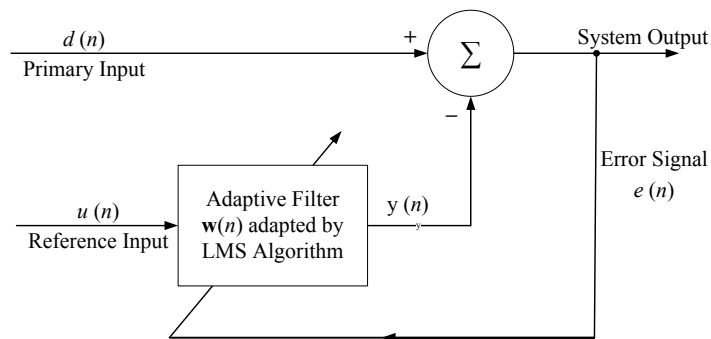 d (n)
Primary Input
+
Σ
System Output
−
Error Signal
e (n)
Adaptive Filter
w(n) adapted by
LMS Algorithm
y (n)
y
u (n)
Reference Input